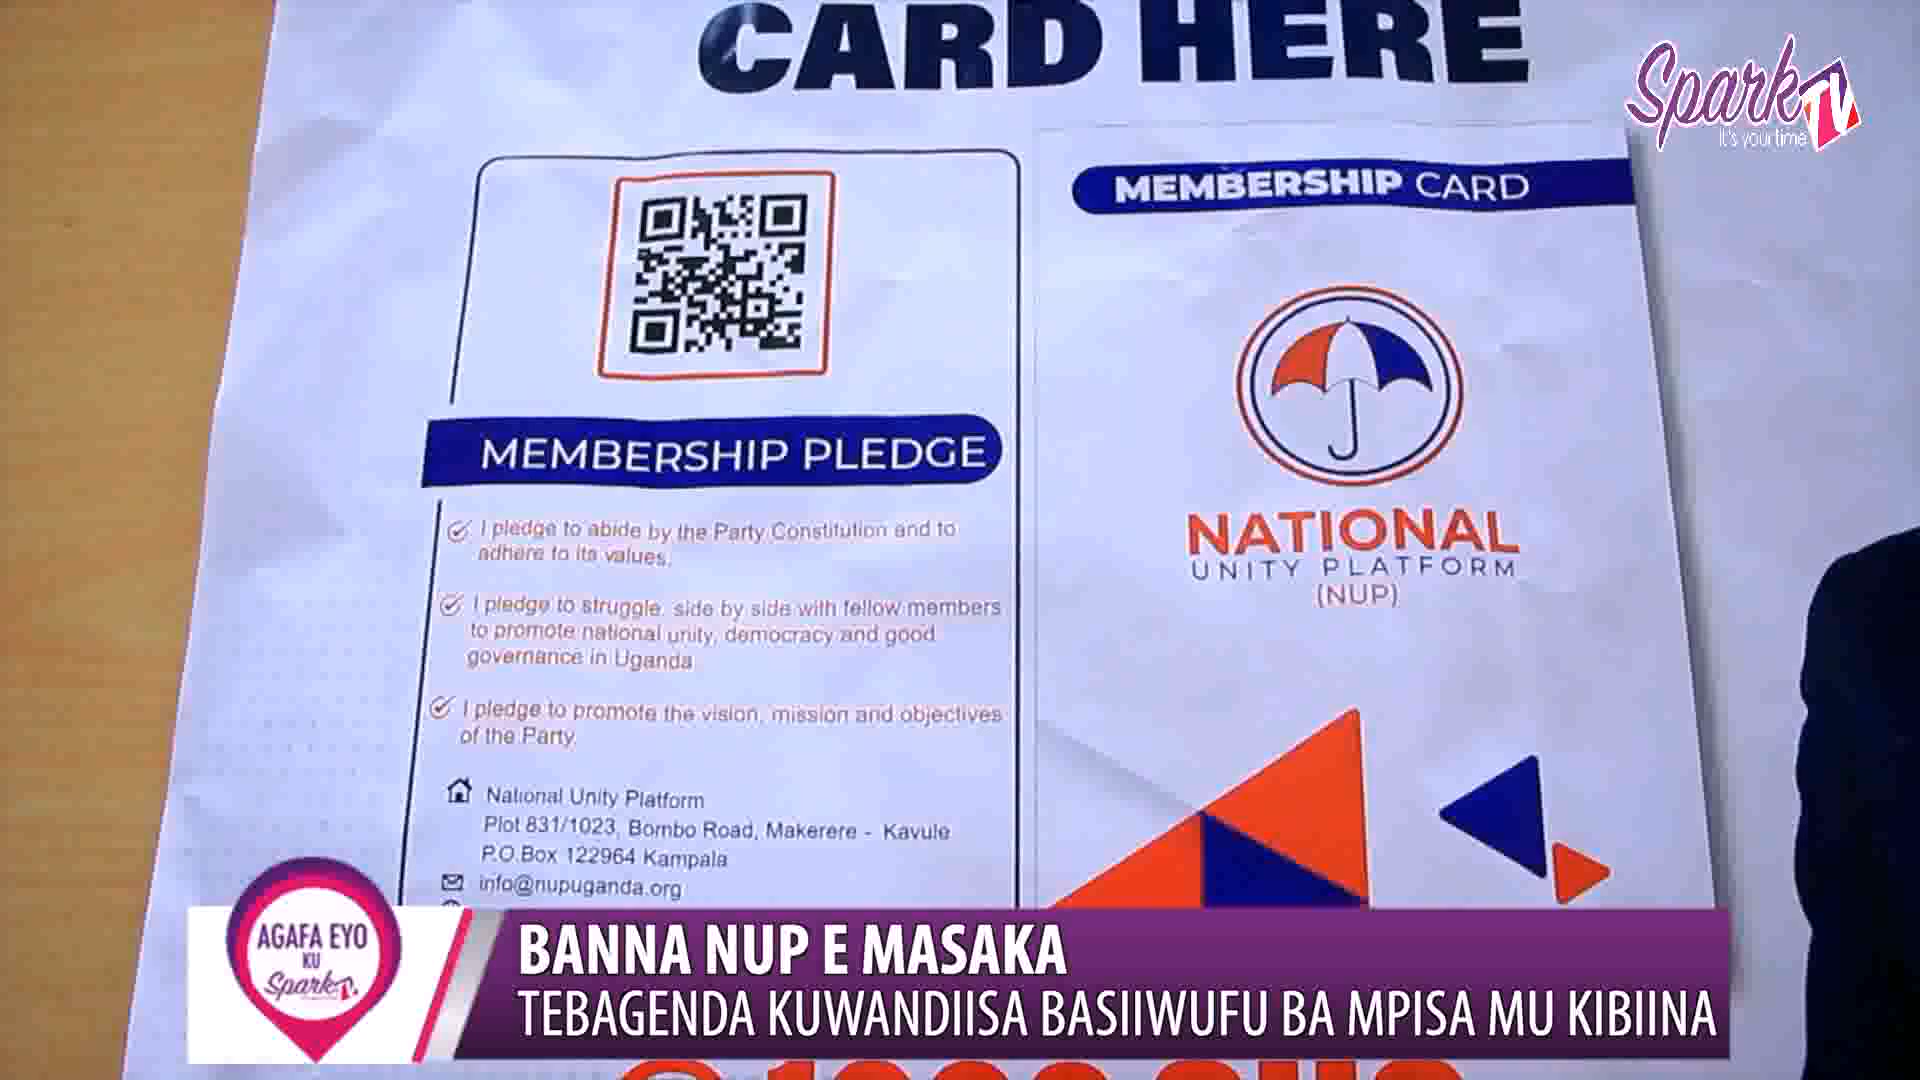 CARD HERE
Spark TV
It's your time
MEMBERSHIP CARD
MEMBERSHIP PLEDGE
I pledge to abide by the Party Constitution and to
adhere to its values.
I pledge to struggle, side by side with fellow members
to promote national unity, democracy and good
governance in Uganda
I pledge to promote the vision, mission and objectives
of the Party.
National Unity Platform
Plot 831/1023, Bombo Road, Makerere - Kavule
P.O.Box 122964 Kampala
info@nupuganda.org
NATIONAL
UNITY PLATFORM
(NUP)
AGAFA EYO
KU
Spark TV
BANNA NUP E MASAKA
TEBAGENDA KUWANDIISA BASIIWUFU BA MPISA MU KIBIINA